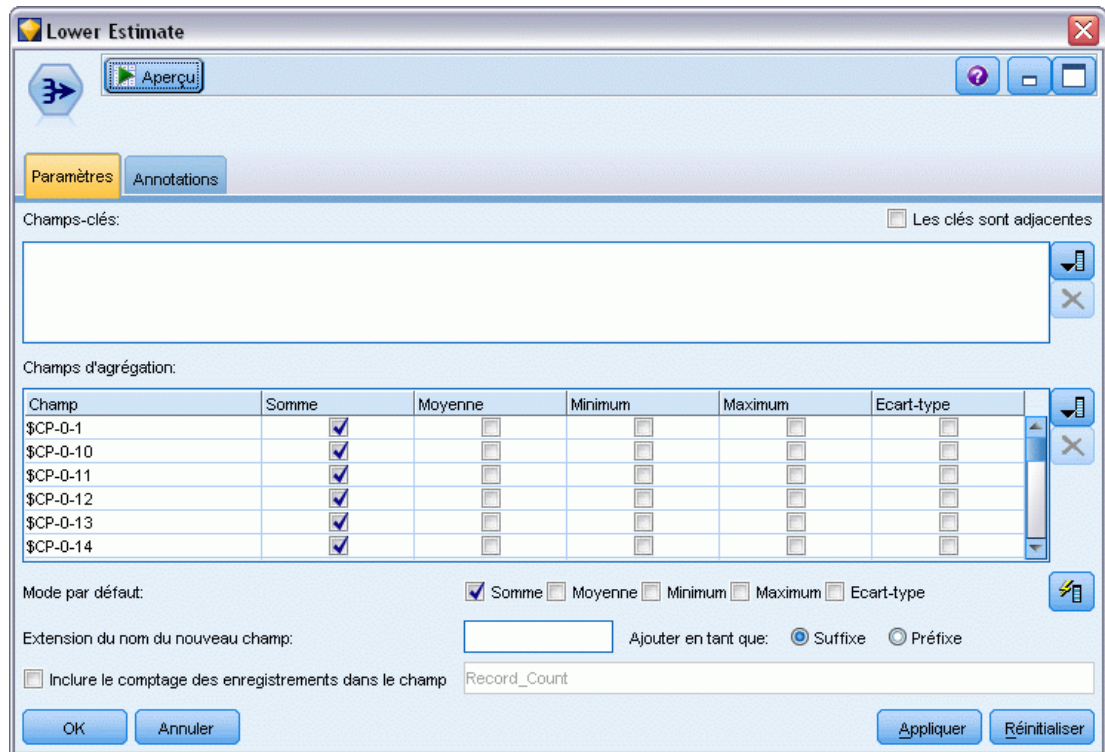 Lower Estimate
Aperçu
?
Paramètres Annotations
Champs-clés: Les clés sont adjacentes
Champs d'agrégation:
Champ Somme Moyenne Minimum Maximum Ecart-type
$CP-0-1
$CP-0-10
$CP-0-11
$CP-0-12
$CP-0-13
$CP-0-14
Mode par défaut: Somme Moyenne Minimum Maximum Ecart-type
Extension du nom du nouveau champ: Ajouter en tant que: Suffixe Préfixe
Inclure le comptage des enregistrements dans le champ Record_Count
OK Annuler Appliquer Réinitialiser